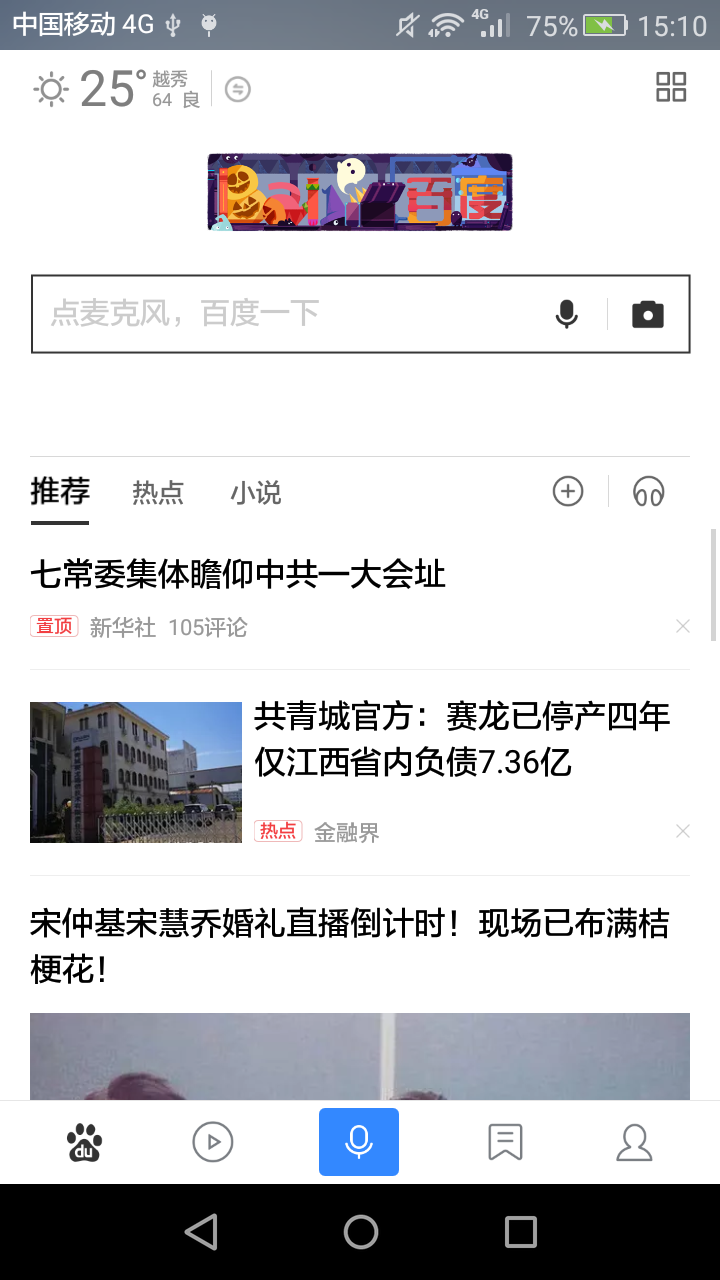 中国移动 4G
4G
75%
15:10
25°
越秀
64 良
Bai 百度
点麦克风，百度一下
推荐
热点
小说
七常委集体瞻仰中共一大会址
置顶 新华社 105评论
共青城官方：赛龙已停产四年
仅江西省内负债7.36亿
热点 金融界
宋仲基宋慧乔婚礼直播倒计时！现场已布满桔
梗花！
du